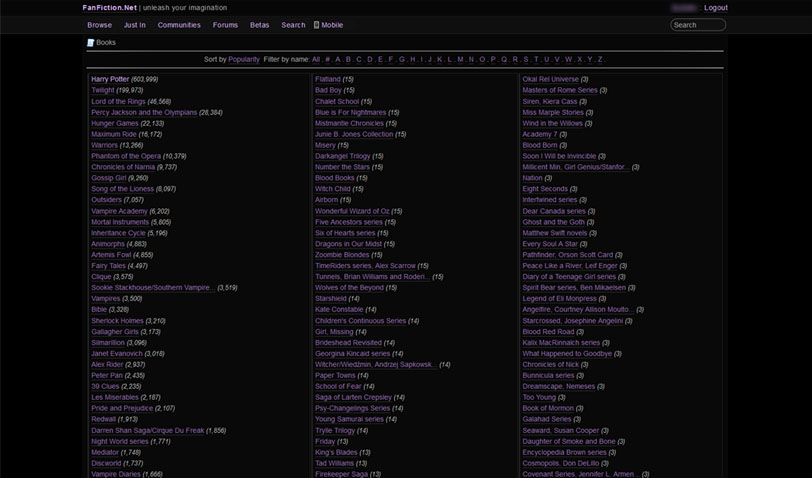 FanFiction.Net | unleash your imagination
Logout
Browse Just In Communities Forums Betas Search Mobile
Search
Books
Sort by Popularity Filter by name: All . # . A . B . C . D . E . F . G . H . I . J . K . L . M . N . O . P . Q . R . S . T . U . V . W . X . Y . Z .
Harry Potter (603,999)
Twilight (199,973)
Lord of the Rings (46,568)
Percy Jackson and the Olympians (28,384)
Hunger Games (22,133)
Maximum Ride (16,172)
Warriors (13,266)
Phantom of the Opera (10,379)
Chronicles of Narnia (9,737)
Gossip Girl (9,260)
Song of the Lioness (8,097)
Outsiders (7,057)
Vampire Academy (6,202)
Mortal Instruments (5,605)
Inheritance Cycle (5,196)
Animorphs (4,883)
Artemis Fowl (4,655)
Fairy Tales (4,497)
Clique (3,575)
Sookie Stackhouse/Southern Vampire... (3,519)
Vampires (3,500)
Bible (3,328)
Sherlock Holmes (3,210)
Gallagher Girls (3,173)
Silmarillion (3,096)
Janet Evanovich (3,018)
Alex Rider (2,937)
Peter Pan (2,435)
39 Clues (2,235)
Les Miserables (2,187)
Pride and Prejudice (2,107)
Redwall (1,913)
Darren Shan Saga/Cirque Du Freak (1,856)
Night World series (1,771)
Mediator (1,748)
Discworld (1,737)
Vampire Diaries (1,666)
Flatland (15)
Bad Boy (15)
Chalet School (15)
Blue is For Nightmares (15)
Mistmantle Chronicles (15)
Junie B. Jones Collection (15)
Misery (15)
Darkangel Trilogy (15)
Number the Stars (15)
Blood Books (15)
Witch Child (15)
Airborn (15)
Wonderful Wizard of Oz (15)
Five Ancestors series (15)
Six of Hearts series (15)
Dragons in Our Midst (15)
Zoombie Blondes (15)
TimeRiders series, Alex Scarrow (15)
Tunnels, Brian Williams and Roderi... (15)
Wolves of the Beyond (15)
Starshield (14)
Kate Constable (14)
Children's Continuous Series (14)
Girl, Missing (14)
Brideshead Revisited (14)
Georgina Kincaid series (14)
Witcher/Wiedźmin, Andrzej Sapkowsk... (14)
Paper Towns (14)
School of Fear (14)
Saga of Larten Crepsley (14)
Psy-Changelings Series (14)
Young Samurai series (14)
Trylle Trilogy (14)
Friday (13)
King's Blades (13)
Tad Williams (13)
Firekeeper Saga (13)
Okal Rel Universe (3)
Masters of Rome Series (3)
Siren, Kiera Cass (3)
Miss Marple Stories (3)
Wind in the Willows (3)
Academy 7 (3)
Blood Born (3)
Soon I Will be Invincible (3)
Millicent Min, Girl Genius/Stanfor... (3)
Nation (3)
Eight Seconds (3)
Intertwined series (3)
Dear Canada series (3)
Ghost and the Goth (3)
Matthew Swift novels (3)
Every Soul A Star (3)
Pathfinder, Orson Scott Card (3)
Peace Like a River, Leif Enger (3)
Diary of a Teenage Girl series (3)
Spirit Bear series, Ben Mikaelsen (3)
Legend of Eli Monpress (3)
Angelfire, Courtney Allison Moulto... (3)
Starcrossed, Josephine Angelini (3)
Blood Red Road (3)
Kalix MacRinnalch series (3)
What Happened to Goodbye (3)
Chronicles of Nick (3)
Bunnicula series (3)
Dreamscape, Nemeses (3)
Too Young (3)
Book of Mormon (3)
Galahad Series (3)
Seaward, Susan Cooper (3)
Daughter of Smoke and Bone (3)
Encyclopedia Brown series (3)
Cosmopolis, Don DeLillo (3)
Covenant Series, Jennifer L. Armen... (3)